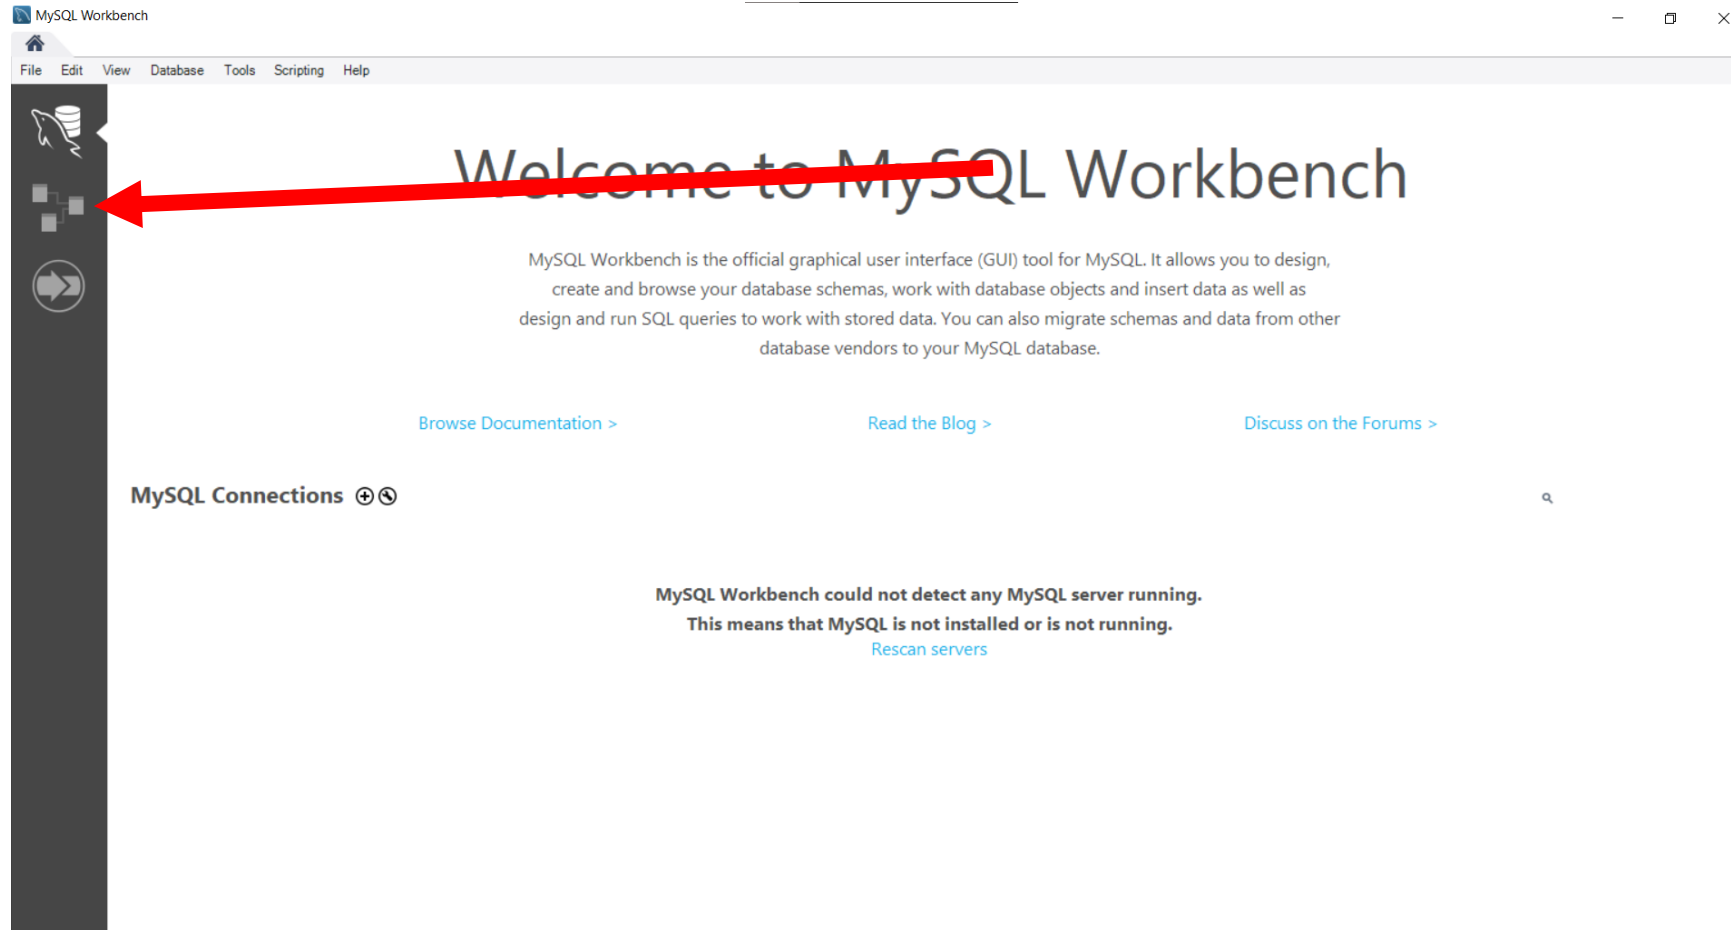 MySQL Workbench
File Edit View Database Tools Scripting Help
Welcome to MySQL Workbench
MySQL Workbench is the official graphical user interface (GUI) tool for MySQL. It allows you to design,
create and browse your database schemas, work with database objects and insert data as well as
design and run SQL queries to work with stored data. You can also migrate schemas and data from other
database vendors to your MySQL database.
Browse Documentation > Read the Blog > Discuss on the Forums >
MySQL Connections
MySQL Workbench could not detect any MySQL server running.
This means that MySQL is not installed or is not running.
Rescan servers